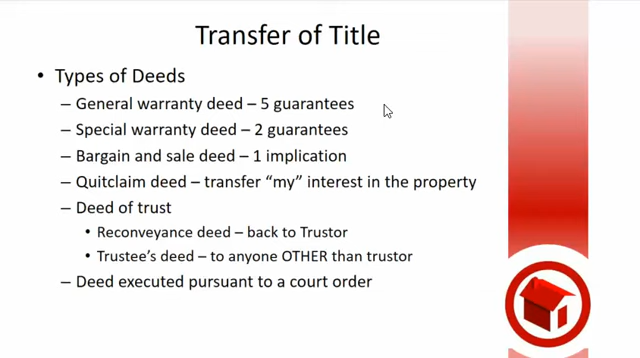 Transfer of Title
• Types of Deeds
– General warranty deed – 5 guarantees
– Special warranty deed – 2 guarantees
– Bargain and sale deed – 1 implication
– Quitclaim deed – transfer “my” interest in the property
– Deed of trust
• Reconveyance deed – back to Trustor
• Trustee’s deed – to anyone OTHER than trustor
– Deed executed pursuant to a court order